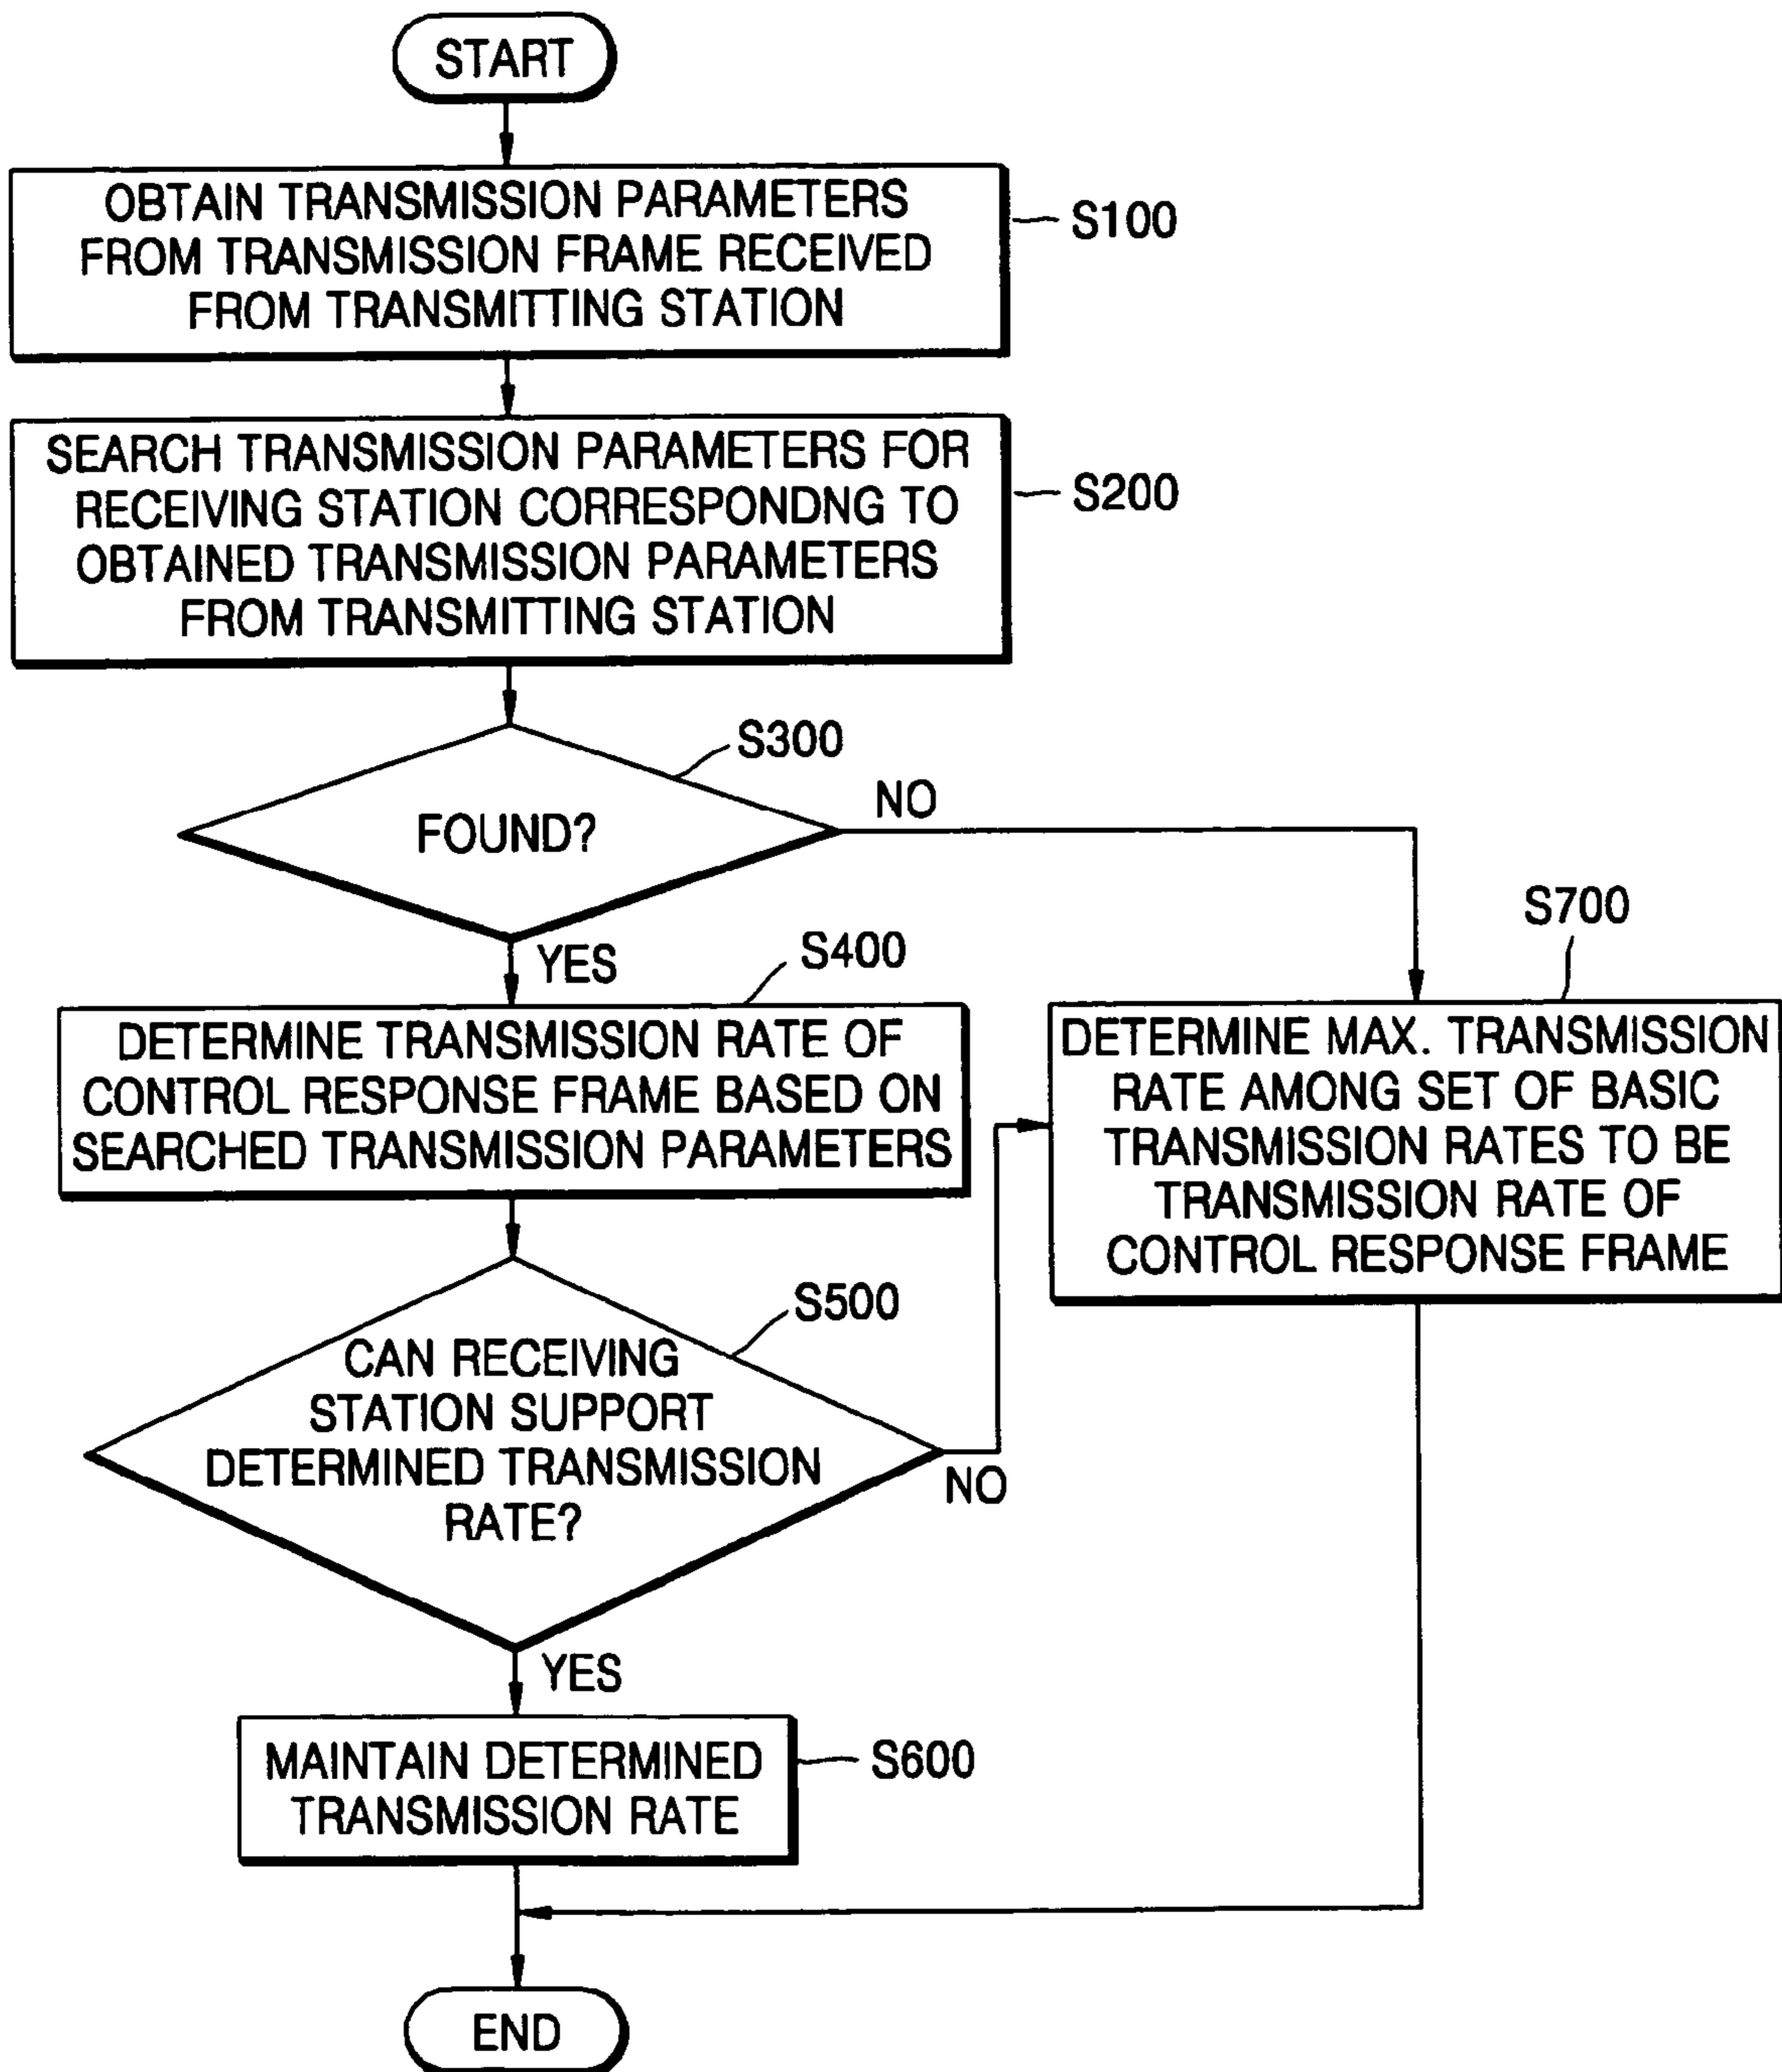 START
OBTAIN TRANSMISSION PARAMETERS
FROM TRANSMISSION FRAME RECEIVED
FROM TRANSMITTING STATION
S100
SEARCH TRANSMISSION PARAMETERS FOR
RECEIVING STATION CORRESPONDNG TO
OBTAINED TRANSMISSION PARAMETERS
FROM TRANSMITTING STATION
S200
S300
FOUND?
NO
YES
S400
DETERMINE TRANSMISSION RATE OF
CONTROL RESPONSE FRAME BASED ON
SEARCHED TRANSMISSION PARAMETERS
S700
DETERMINE MAX. TRANSMISSION
RATE AMONG SET OF BASIC
TRANSMISSION RATES TO BE
TRANSMISSION RATE OF
CONTROL RESPONSE FRAME
S500
CAN RECEIVING
STATION SUPPORT
DETERMINED TRANSMISSION
RATE?
NO
YES
MAINTAIN DETERMINED
TRANSMISSION RATE
S600
END